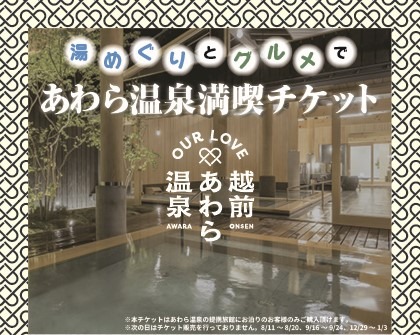 湯めぐりとグルメで
あわら温泉満喫チケット
OUR LOVE
越前
あわら
温泉
AWARA ONSEN
※本チケットはあわら温泉の提携旅館にお泊りのお客様のみご購入頂けます。
※次の日はチケット販売を行っておりません。8/11～8/20、9/16～9/24、12/29～1/3